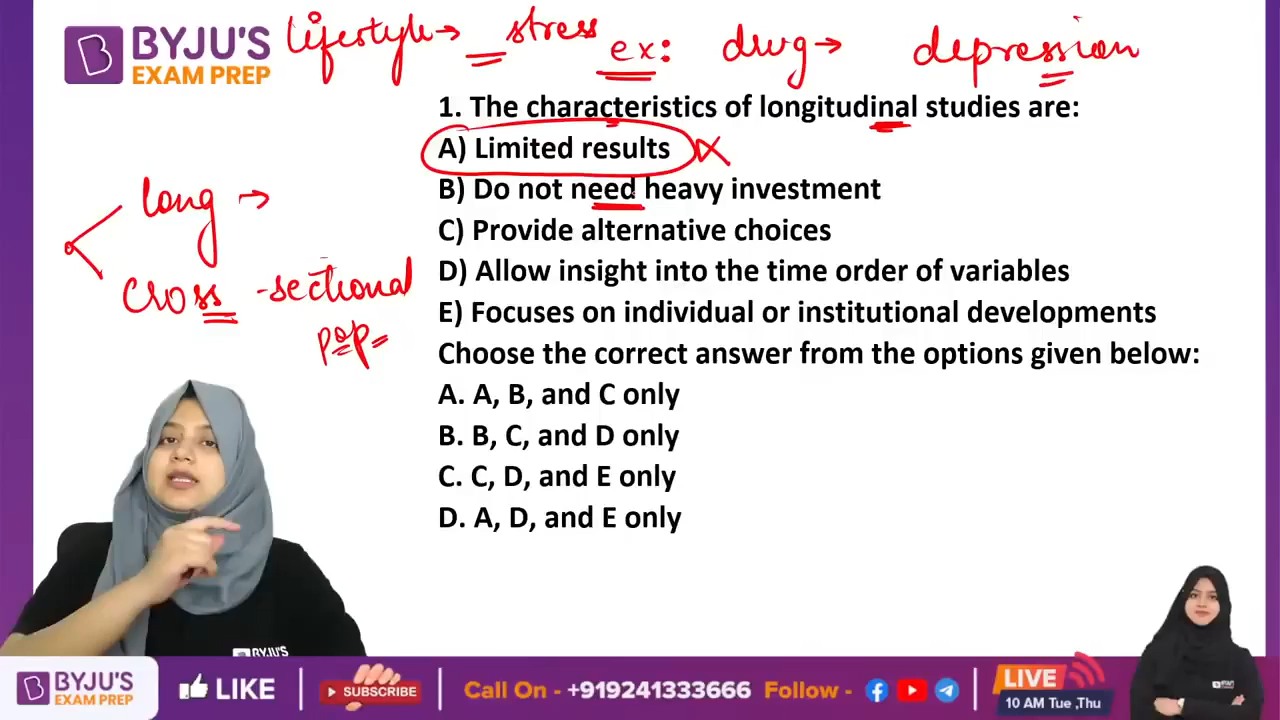 BYJU'S
EXAM PREP
lifestyle → stress ex: drug → depression
1. The characteristics of longitudinal studies are:
A) Limited results
B) Do not need heavy investment
long →
C) Provide alternative choices
D) Allow insight into the time order of variables
cross - sectional
E) Focuses on individual or institutional developments
pop
Choose the correct answer from the options given below:
A. A, B, and C only
B. B, C, and D only
C. C, D, and E only
D. A, D, and E only
BYJU'S
BYJU'S
EXAM PREP
LIKE
SUBSCRIBE
Call On - +919241333666 Follow -
LIVE
10 AM Tue ,Thu